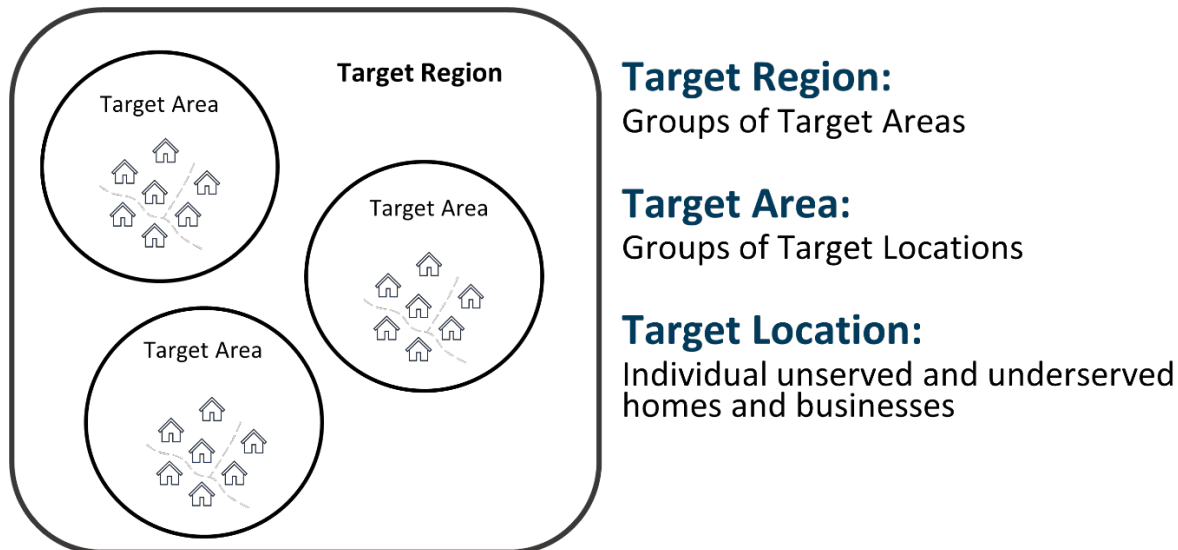 Target Region
Target Area
Target Area
Target Area
Target Region:
Groups of Target Areas
Target Area:
Groups of Target Locations
Target Location:
Individual unserved and underserved
homes and businesses